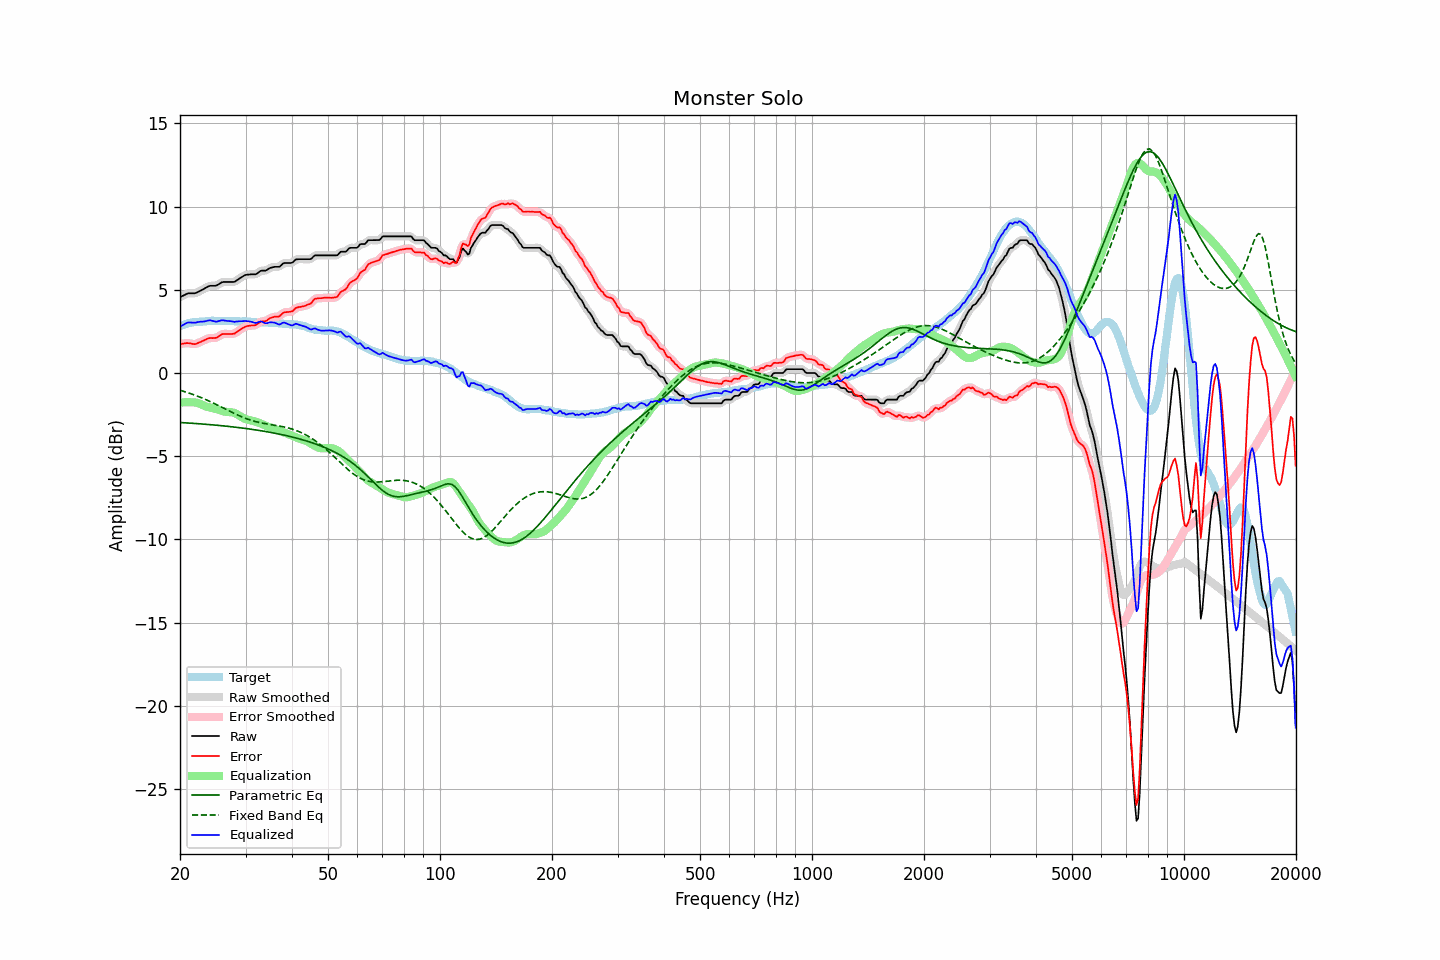 Monster Solo
15
10
5
0
−5
−10
−15
−20
−25
Amplitude (dBr)
Target
Raw Smoothed
Error Smoothed
Raw
Error
Equalization
Parametric Eq
Fixed Band Eq
Equalized
20 50 100 200 500 1000 2000 5000 10000 20000
Frequency (Hz)